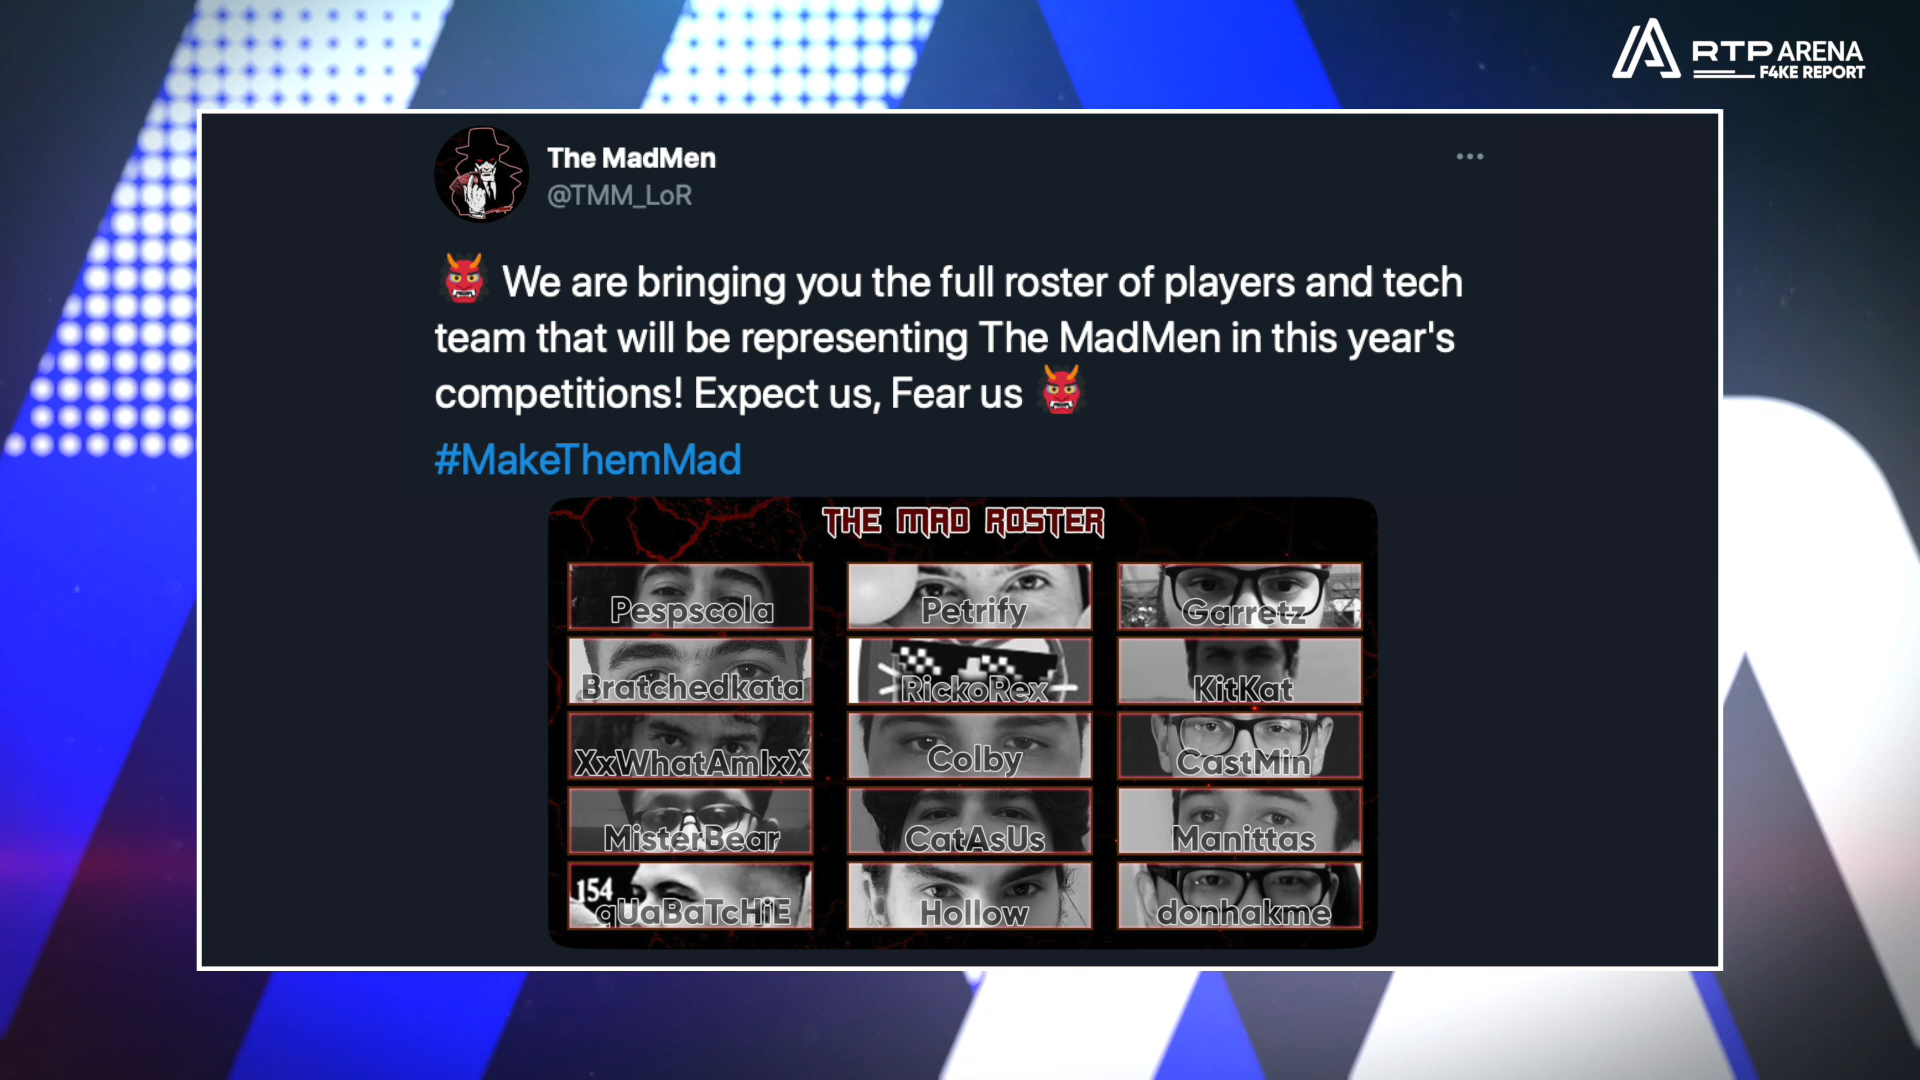 RTP ARENA
F4KE REPORT
The MadMen
@TMM_LoR
👹 We are bringing you the full roster of players and tech
team that will be representing The MadMen in this year's
competitions! Expect us, Fear us 👹
#MakeThemMad
THE MAD ROSTER
Pespscola
Petrify
Garretz
Bratchedkata
RickoRex
KitKat
XxWhatAmIxX
Colby
CastMin
MisterBear
CatAsUs
Manittas
154
qUaBaTcHiE
Hollow
donhakme